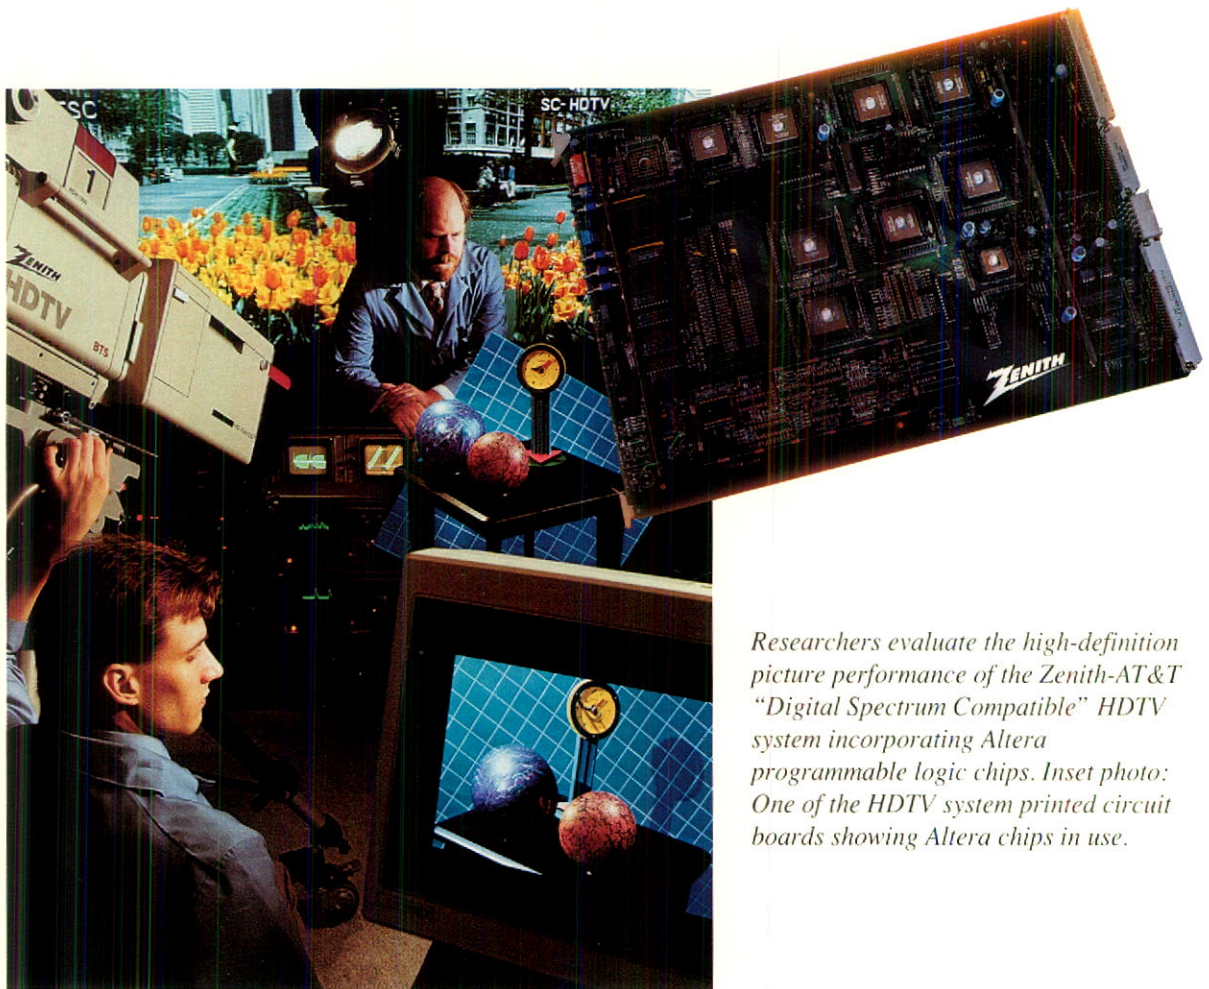 SC
SC-HDTV
1
ZENITH
HDTV
BTS
ZENITH
Researchers evaluate the high-definition
picture performance of the Zenith-AT&T
“Digital Spectrum Compatible” HDTV
system incorporating Altera
programmable logic chips. Inset photo:
One of the HDTV system printed circuit
boards showing Altera chips in use.